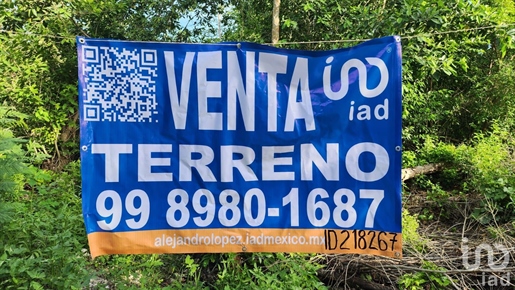 VENTA
iad
TERRENO
99 8980-1687
alejandrolopez.iadmexico.mx
ID218267
iad